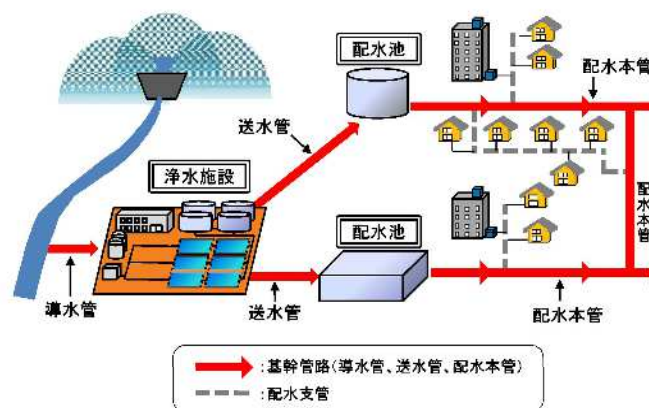 配水池
配水本管
送水管
浄水施設
配水池
配水本管
導水管
送水管
配水本管
:基幹管路(導水管、送水管、配水本管)
:配水支管